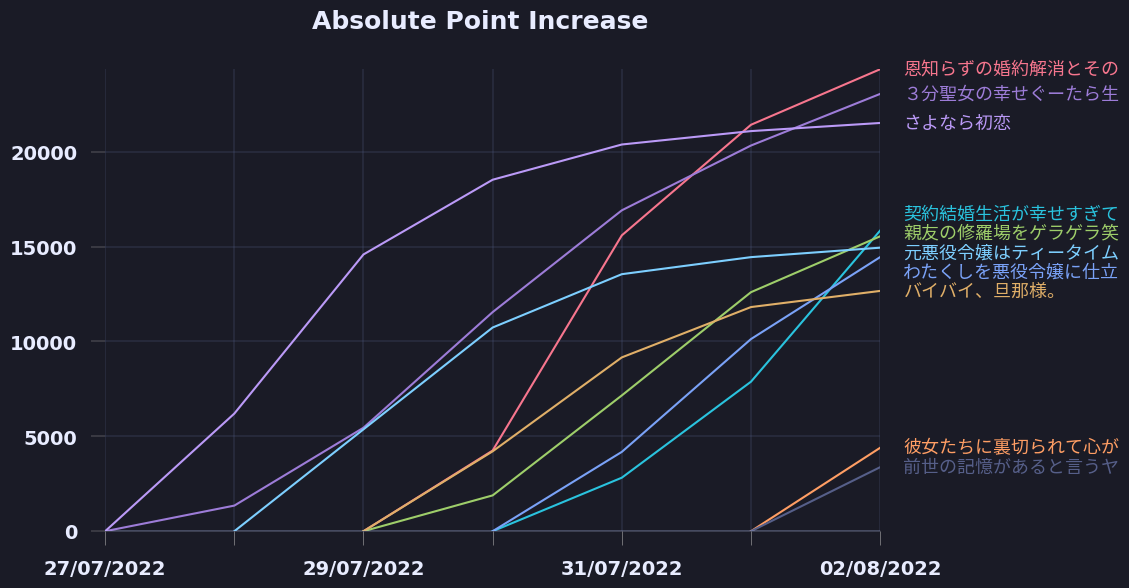 Absolute Point Increase
恩知らずの婚約解消とその
３分聖女の幸せぐーたら生
さよなら初恋
20000
契約結婚生活が幸せすぎて
親友の修羅場をゲラゲラ笑
15000
元悪役令嬢はティータイム
わたくしを悪役令嬢に仕立
バイバイ、旦那様。
10000
5000
彼女たちに裏切られて心が
前世の記憶があると言うヤ
0
27/07/2022
29/07/2022
31/07/2022
02/08/2022